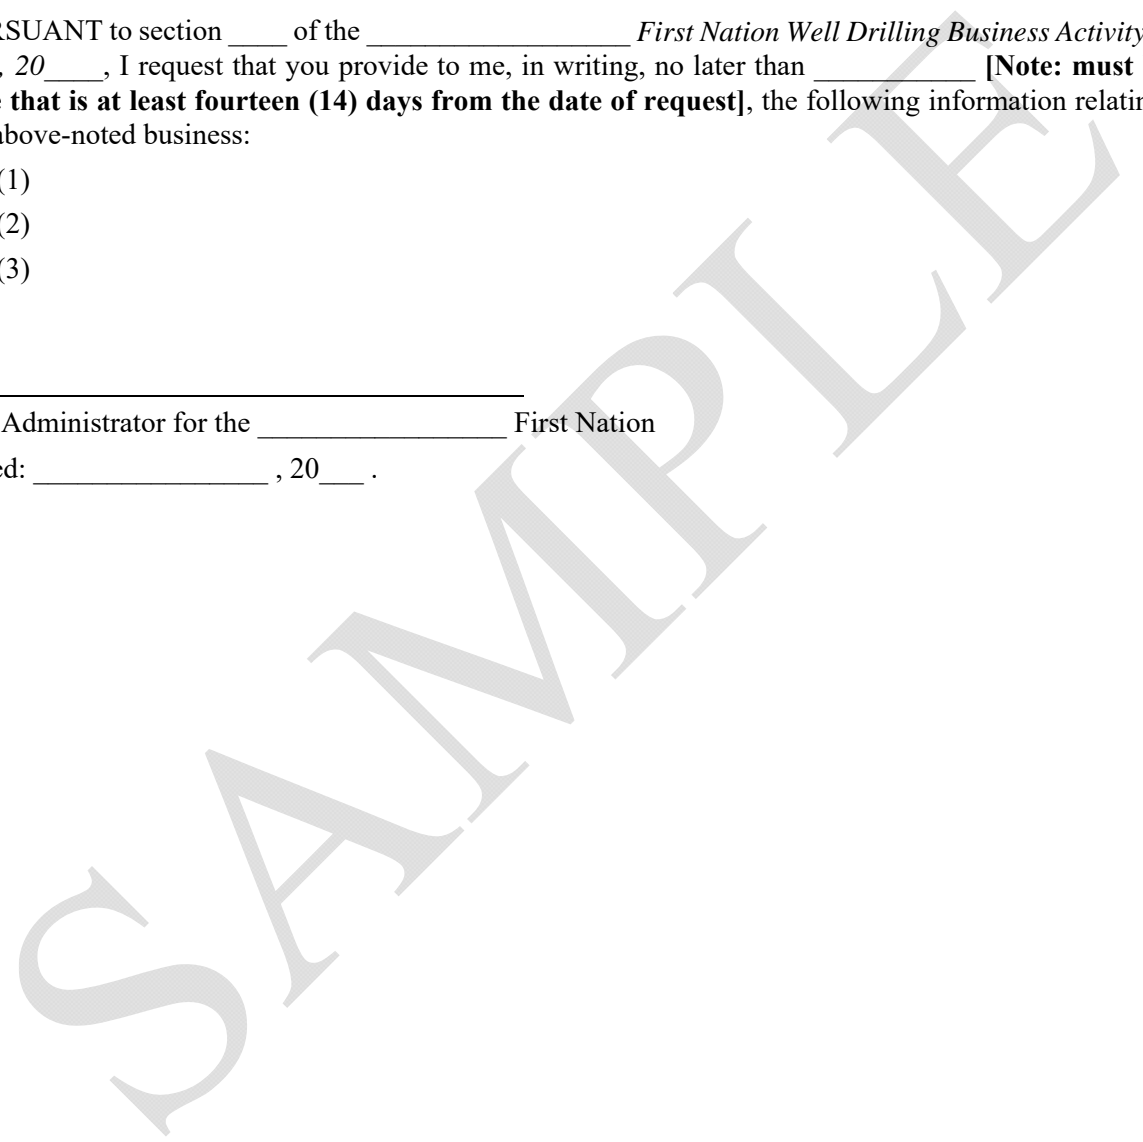 RSUANT to section ____ of the __________________ First Nation Well Drilling Business Activity
, 20____, I request that you provide to me, in writing, no later than ___________ [Note: must
that is at least fourteen (14) days from the date of request], the following information relatin
above-noted business:
(1)
(2)
(3)
Administrator for the _________________ First Nation
ed: ________________ , 20___ .
SAMPLE